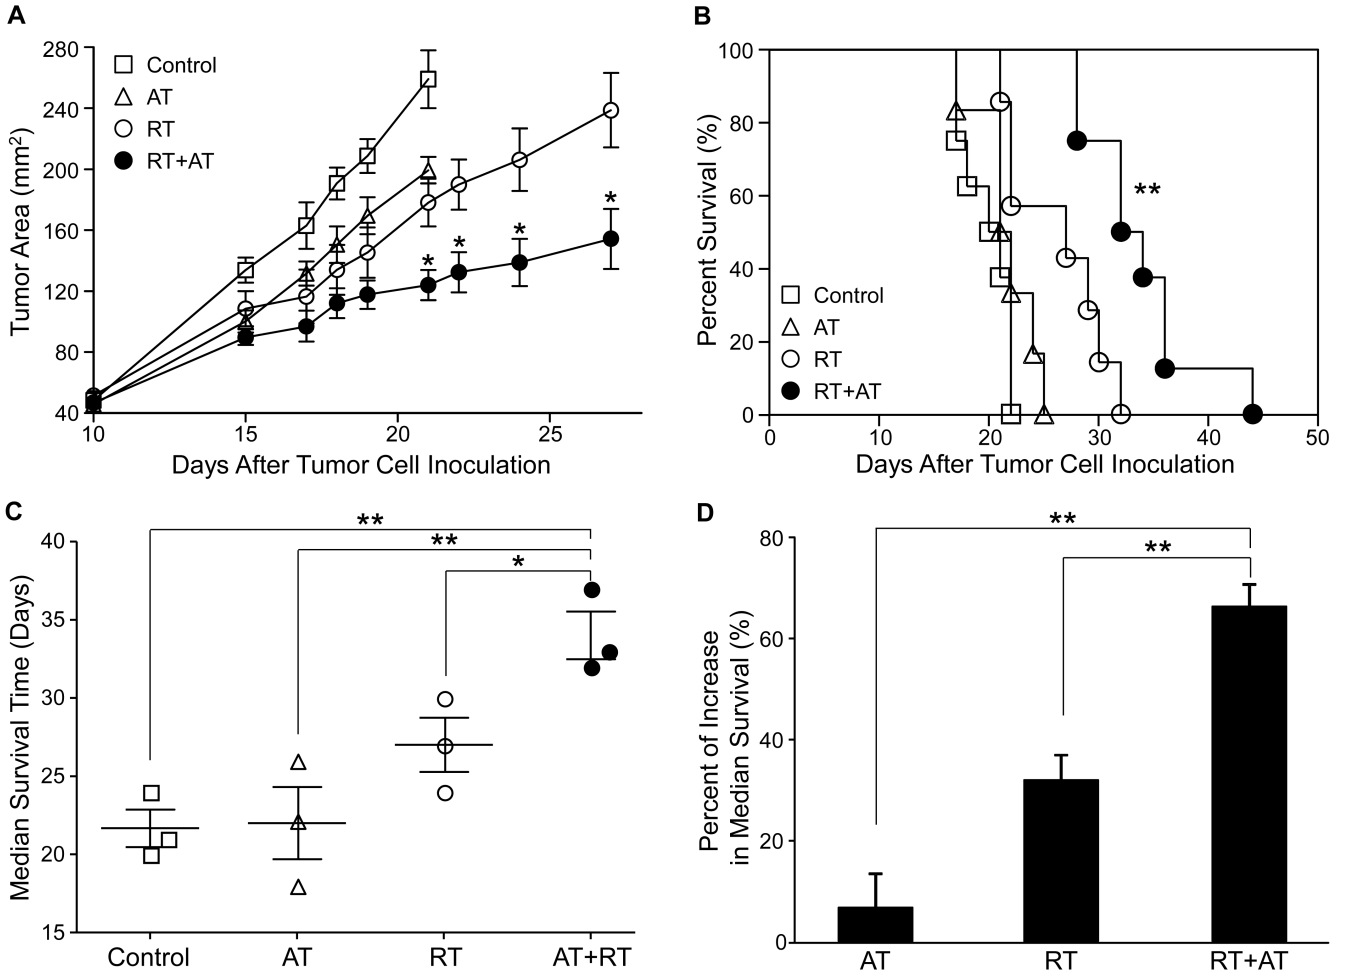 A
280
240
200
160
120
80
40
Tumor Area (mm²)
Control
AT
RT
RT+AT
*
*
*
*
10
15
20
25
Days After Tumor Cell Inoculation
B
100
80
60
40
20
0
Percent Survival (%)
**
Control
AT
RT
RT+AT
0
10
20
30
40
50
Days After Tumor Cell Inoculation
C
40
35
30
25
20
15
Median Survival Time (Days)
**
**
*
Control
AT
RT
AT+RT
D
80
60
40
20
0
Percent of Increase
in Median Survival (%)
**
**
AT
RT
RT+AT